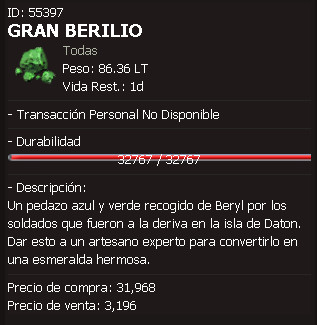 ID: 55397
GRAN BERILIO
Todas
Peso: 86.36 LT
Vida Rest.: 1d
- Transacción Personal No Disponible
- Durabilidad
32767 / 32767
- Descripción:
Un pedazo azul y verde recogido de Beryl por los
soldados que fueron a la deriva en la isla de Daton.
Dar esto a un artesano experto para convertirlo en
una esmeralda hermosa.
Precio de compra: 31,968
Precio de venta: 3,196